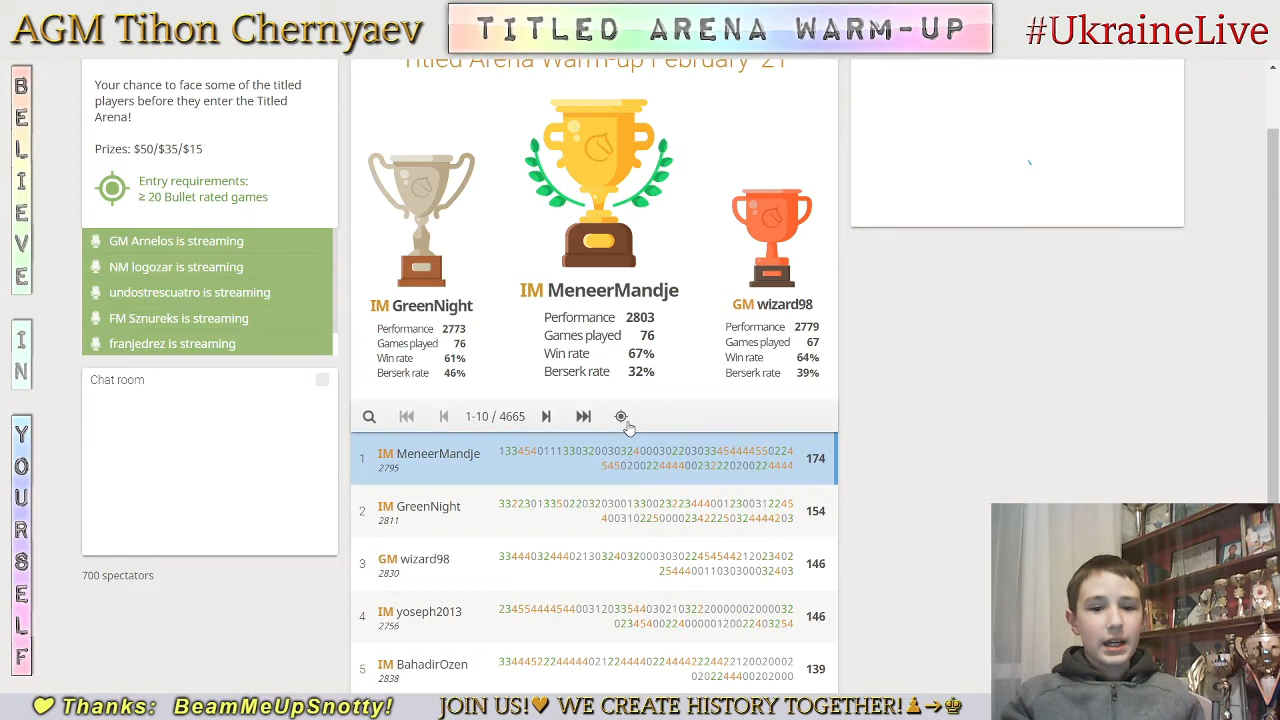 AGM Tihon Chernyaev
TITLED ARENA WARM-UP
#UkraineLive
BELIEVE
IN
YOURSELF
Your chance to face some of the titled
players before they enter the Titled
Arena!
Prizes: $50/$35/$15
Entry requirements:
≥ 20 Bullet rated games
GM Arnelos is streaming
NM logozar is streaming
undostrescuatro is streaming
FM Sznureks is streaming
franjedrez is streaming
Chat room
700 spectators
Titled Arena Warm-up February '21
IM GreenNight
Performance 2773
Games played 76
Win rate 61%
Berserk rate 46%
IM MeneerMandje
Performance 2803
Games played 76
Win rate 67%
Berserk rate 32%
GM wizard98
Performance 2779
Games played 67
Win rate 64%
Berserk rate 39%
1-10 / 4665
1 IM MeneerMandje 2795 174
2 IM GreenNight 2811 154
3 GM wizard98 2830 146
4 IM yoseph2013 2756 146
5 IM BahadirOzen 2838 139
Thanks: BeamMeUpSnotty!
JOIN US! WE CREATE HISTORY TOGETHER!